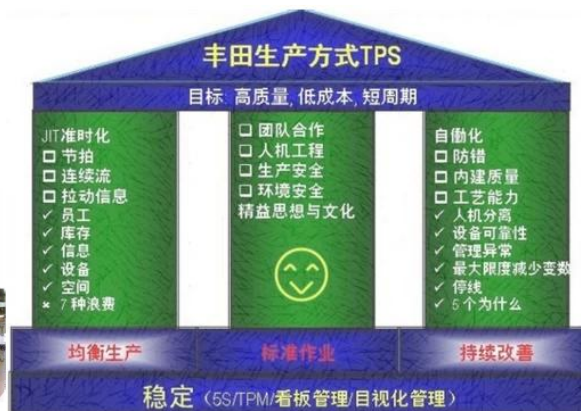 丰田生产方式TPS
目标: 高质量, 低成本, 短周期
JIT准时化
□ 节拍
□ 连续流
□ 拉动信息
✓ 员工
✓ 库存
✓ 信息
✓ 设备
✓ 空间
× 7种浪费
□ 团队合作
□ 人机工程
□ 生产安全
□ 环境安全
精益思想与文化
自働化
□ 防错
□ 内建质量
□ 工艺能力
✓ 人机分离
✓ 设备可靠性
✓ 管理异常
✓ 最大限度减少变数
✓ 停线
✓ 5个为什么
均衡生产
标准作业
持续改善
稳定（5S/TPM/看板管理/目视化管理）